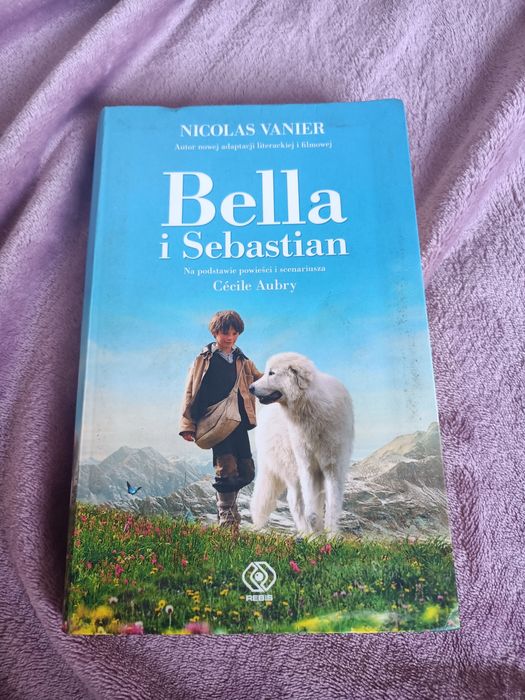 NICOLAS VANIER
Autor nowej adaptacji literackiej i filmowej
Bella
i Sebastian
Na podstawie powieści i scenariusza
Cécile Aubry
REBIS